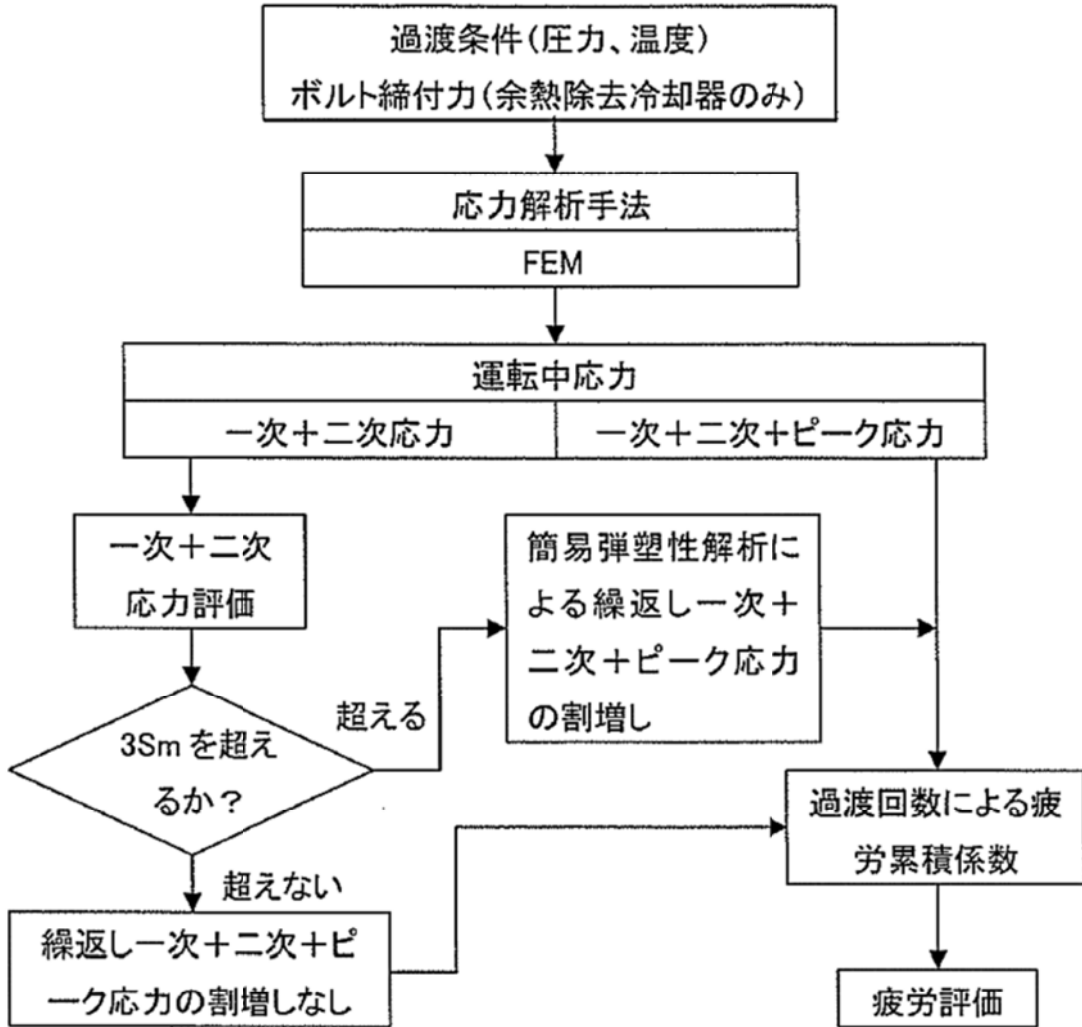 過渡条件(圧力、温度)
ボルト締付力(余熱除去冷却器のみ)
応力解析手法
FEM
運転中応力
一次+二次応力
一次+二次+ピーク応力
一次+二次
応力評価
簡易弾塑性解析に
よる繰返し一次+
二次+ピーク応力
の割増し
3Sm を超え
るか?
超える
超えない
過渡回数による疲
労累積係数
繰返し一次+二次+ピ
ーク応力の割増しなし
疲労評価